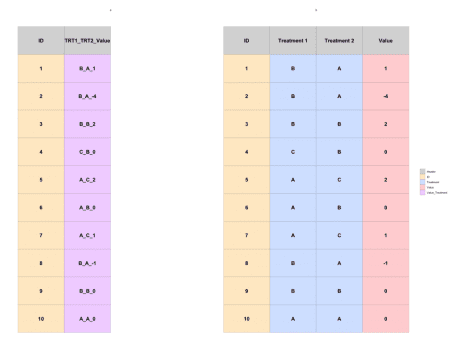 ID TRT1_TRT2_Value
1 B_A_1
2 B_A_-4
3 B_B_2
4 C_B_0
5 A_C_2
6 A_B_0
7 A_C_1
8 B_A_-1
9 B_B_0
10 A_A_0
ID Treatment 1 Treatment 2 Value
1 B A 1
2 B A -4
3 B B 2
4 C B 0
5 A C 2
6 A B 0
7 A C 1
8 B A -1
9 B B 0
10 A A 0
Header
ID
Treatment
Value
Value_Treatment